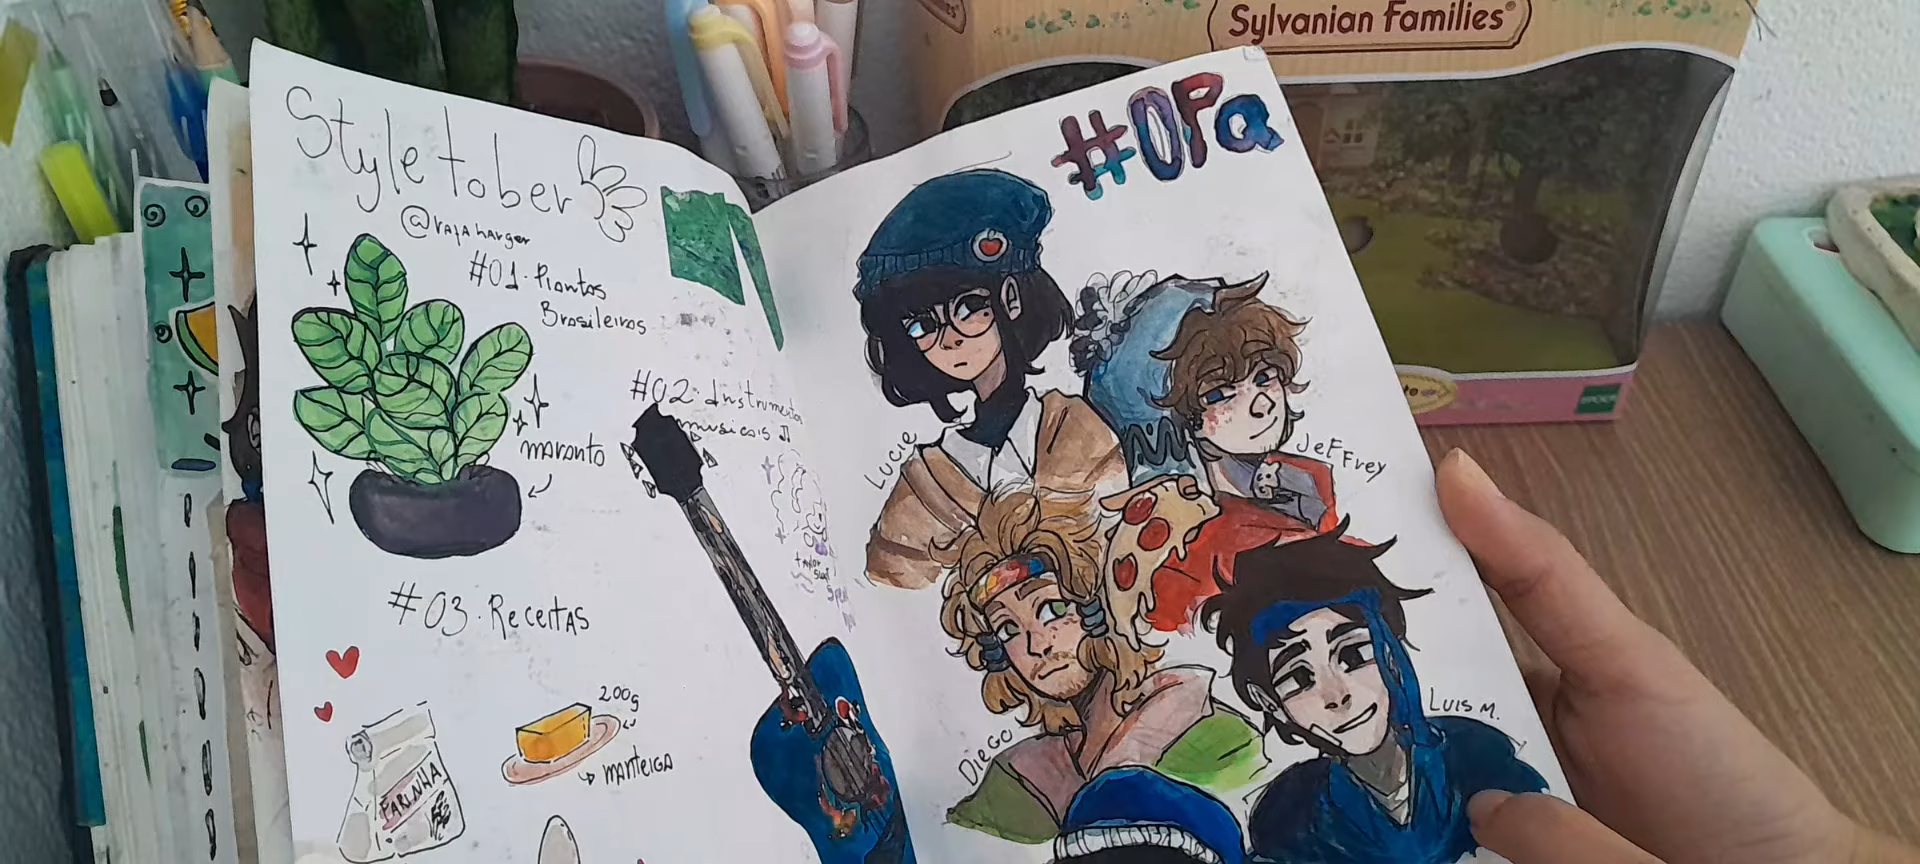 Styletober
@rafaharger
#01. Plantas
Brasileiras
maranta
#02. Instrumentos
musicais
#03. Receitas
200g
manteiga
FARINHA
#OPa
Lucie
Jeffrey
Diego
Luis M.
Sylvanian Families®
EPOCH